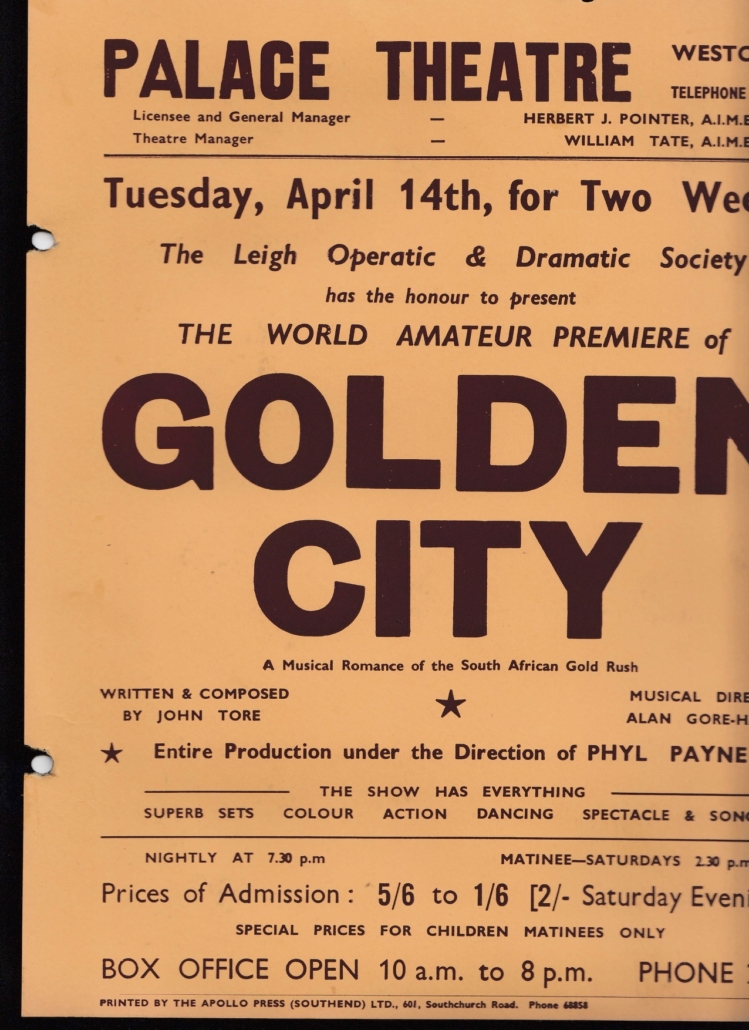 PALACE THEATRE WESTC
TELEPHONE
Licensee and General Manager — HERBERT J. POINTER, A.I.M.E
Theatre Manager — WILLIAM TATE, A.I.M.E
Tuesday, April 14th, for Two Wee
The Leigh Operatic & Dramatic Society
has the honour to present
THE WORLD AMATEUR PREMIERE of
GOLDEN
CITY
A Musical Romance of the South African Gold Rush
WRITTEN & COMPOSED ★ MUSICAL DIRE
BY JOHN TORE ALAN GORE-H
★ Entire Production under the Direction of PHYL PAYNE
THE SHOW HAS EVERYTHING
SUPERB SETS COLOUR ACTION DANCING SPECTACLE & SONG
NIGHTLY AT 7.30 p.m MATINEE—SATURDAYS 2.30 p.m
Prices of Admission : 5/6 to 1/6 [2/- Saturday Eveni
SPECIAL PRICES FOR CHILDREN MATINEES ONLY
BOX OFFICE OPEN 10 a.m. to 8 p.m. PHONE
PRINTED BY THE APOLLO PRESS (SOUTHEND) LTD., 601, Southchurch Road. Phone 68858